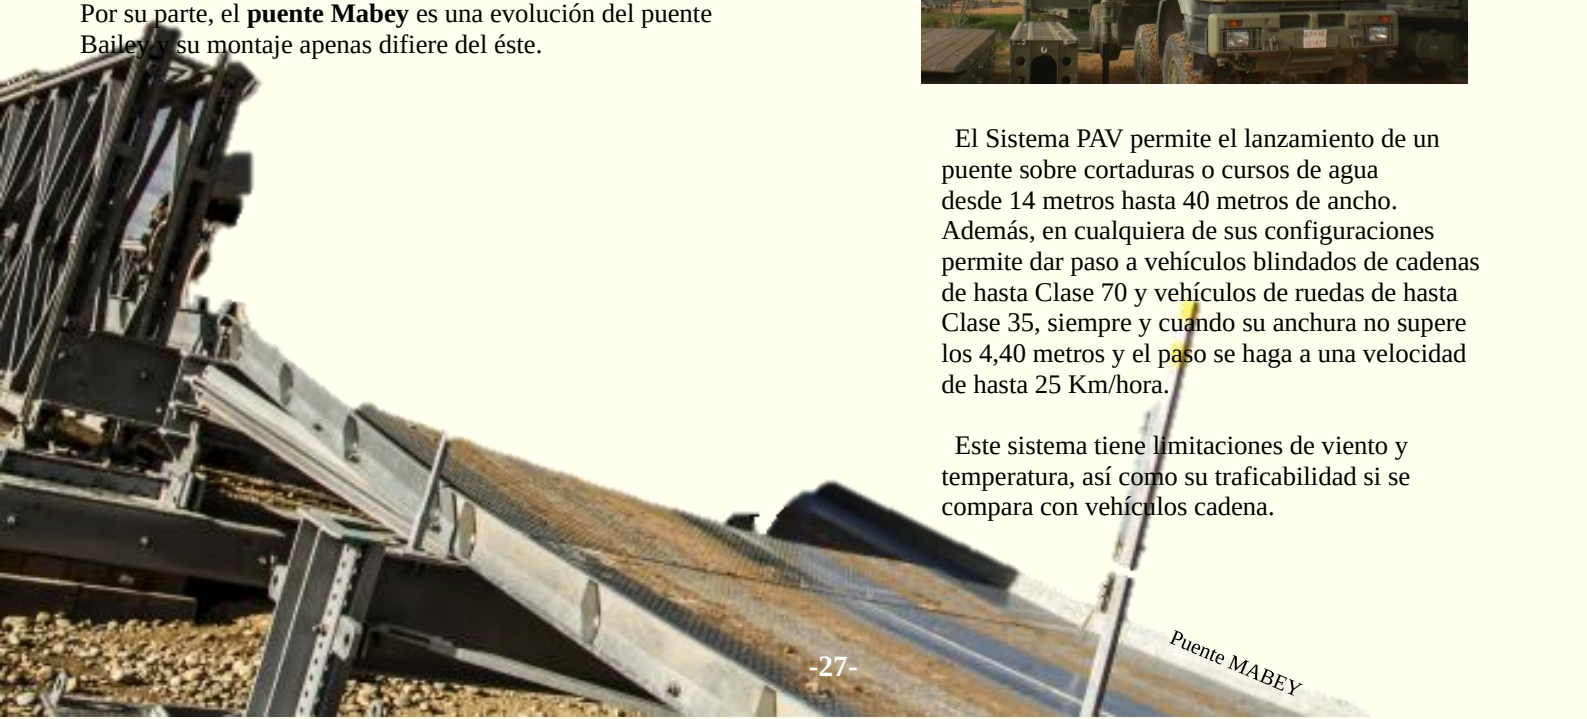 Por su parte, el puente Mabey es una evolución del puente
Bailey y su montaje apenas difiere del éste.
El Sistema PAV permite el lanzamiento de un
puente sobre cortaduras o cursos de agua
desde 14 metros hasta 40 metros de ancho.
Además, en cualquiera de sus configuraciones
permite dar paso a vehículos blindados de cadenas
de hasta Clase 70 y vehículos de ruedas de hasta
Clase 35, siempre y cuando su anchura no supere
los 4,40 metros y el paso se haga a una velocidad
de hasta 25 Km/hora.
Este sistema tiene limitaciones de viento y
temperatura, así como su traficabilidad si se
compara con vehículos cadena.
Puente MABEY
-27-